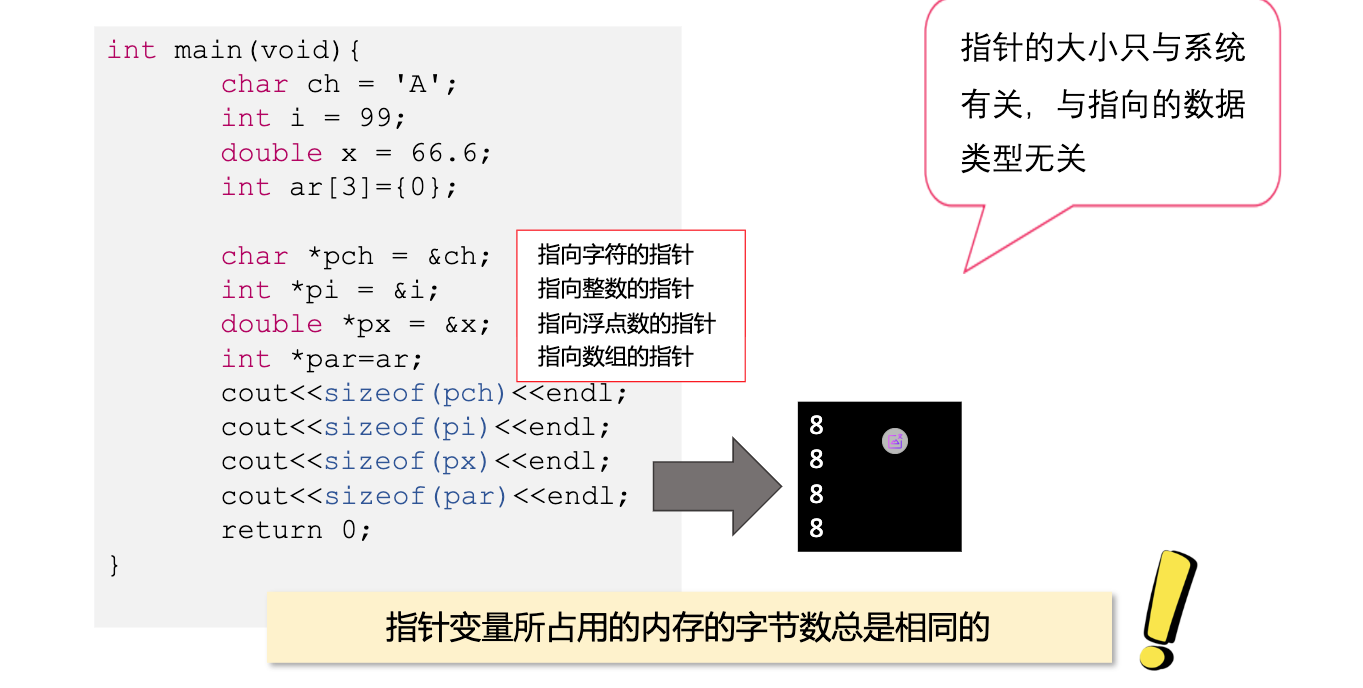 int main(void){
char ch = 'A';
int i = 99;
double x = 66.6;
int ar[3]={0};
char *pch = &ch;
int *pi = &i;
double *px = &x;
int *par=ar;
cout<<sizeof(pch)<<endl;
cout<<sizeof(pi)<<endl;
cout<<sizeof(px)<<endl;
cout<<sizeof(par)<<endl;
return 0;
}
指向字符的指针
指向整数的指针
指向浮点数的指针
指向数组的指针
指针的大小只与系统
有关，与指向的数据
类型无关
8
8
8
8
指针变量所占用的内存的字节数总是相同的